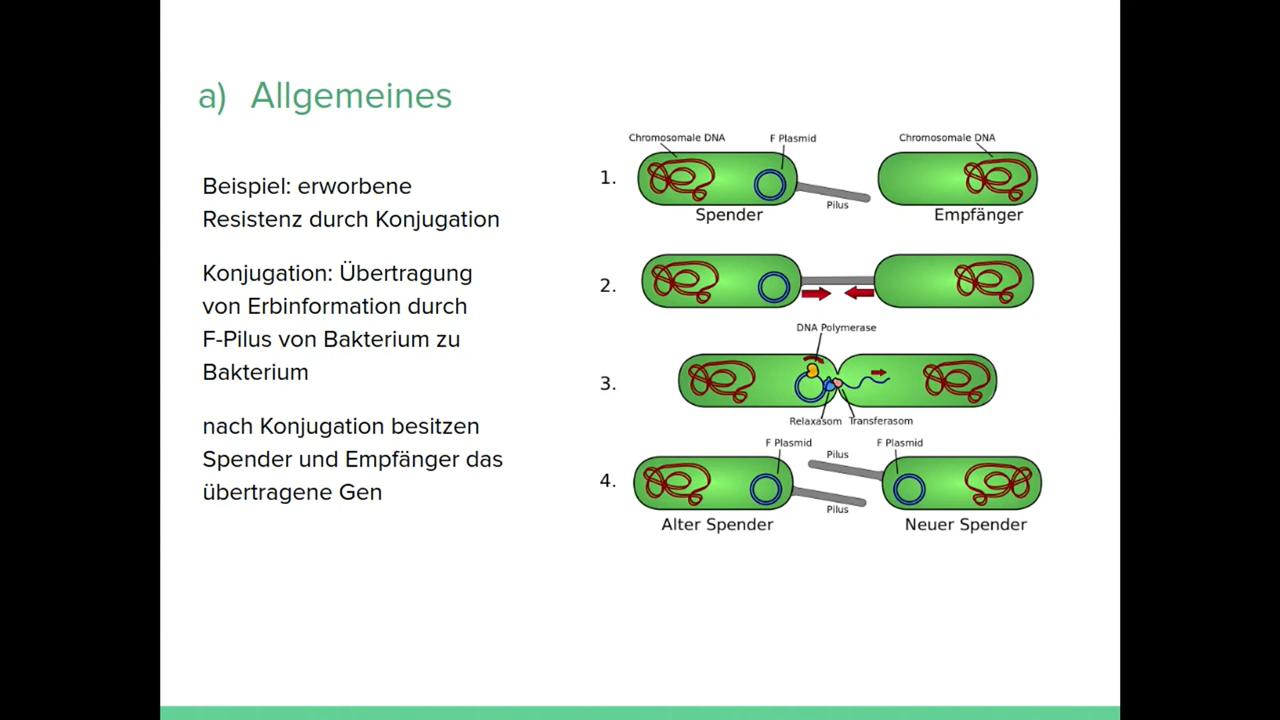 a) Allgemeines
Beispiel: erworbene
Resistenz durch Konjugation
Konjugation: Übertragung
von Erbinformation durch
F-Pilus von Bakterium zu
Bakterium
nach Konjugation besitzen
Spender und Empfänger das
übertragene Gen
Chromosomale DNA
F Plasmid
Chromosomale DNA
1.
Pilus
Spender
Empfänger
2.
DNA Polymerase
3.
Relaxasom
Transferasom
F Plasmid
Pilus
F Plasmid
4.
Pilus
Alter Spender
Neuer Spender